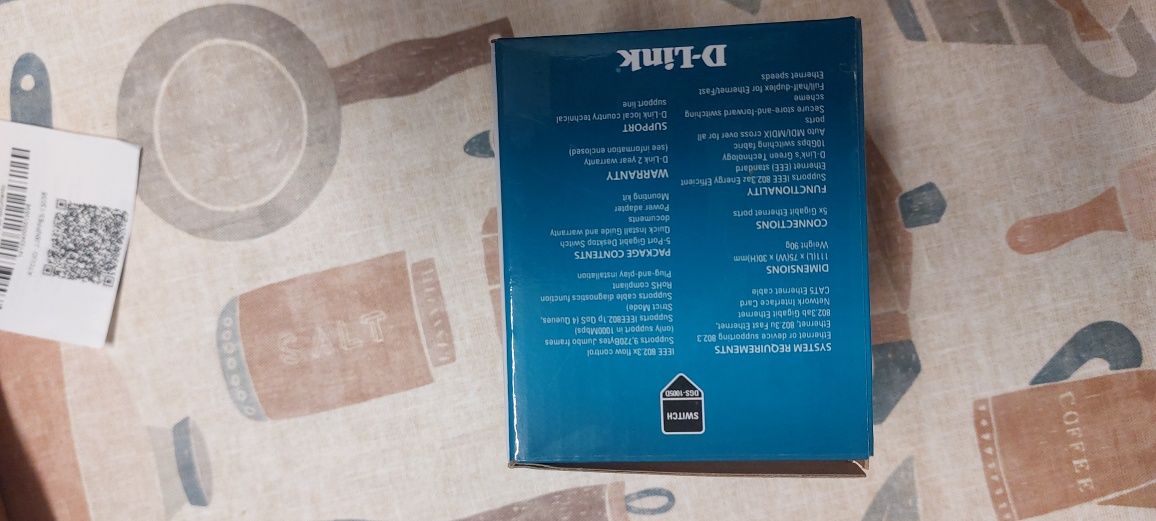 SWITCH
DGS-1005D
SYSTEM REQUIREMENTS
Ethernet or device supporting 802.3
Ethernet, 802.3u Fast Ethernet,
802.3ab Gigabit Ethernet
Network Interface Card
CAT5 Ethernet cable
DIMENSIONS
111(L) x 75(W) x 30(H)mm
Weight 90g
CONNECTIONS
5x Gigabit Ethernet ports
FUNCTIONALITY
Supports IEEE 802.3az Energy Efficient
Ethernet (EEE) standard
D-Link's Green Technology
10Gbps switching fabric
Auto MDI/MDIX cross over for all
ports
Secure store-and-forward switching
scheme
Full/half-duplex for Ethernet/Fast
Ethernet speeds
IEEE 802.3x flow control
Supports 9,720Bytes Jumbo frames
(only support in 1000Mbps)
Supports IEEE802.1p QoS (4 Queues,
Strict Mode)
Supports cable diagnostics function
RoHS compliant
Plug-and-play installation
PACKAGE CONTENTS
5-Port Gigabit Desktop Switch
Quick Install Guide and warranty
documents
Power adapter
Mounting kit
WARRANTY
D-Link 2 year warranty
(see information enclosed)
SUPPORT
D-Link local country technical
support line
D-Link
COFFEE